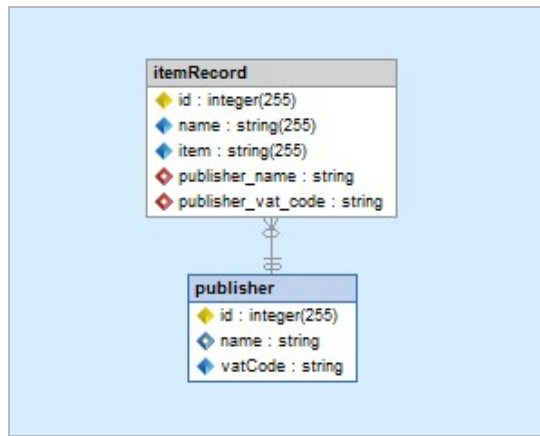 itemRecord
id : integer(255)
name : string(255)
item : string(255)
publisher_name : string
publisher_vat_code : string
publisher
id : integer(255)
name : string
vatCode : string